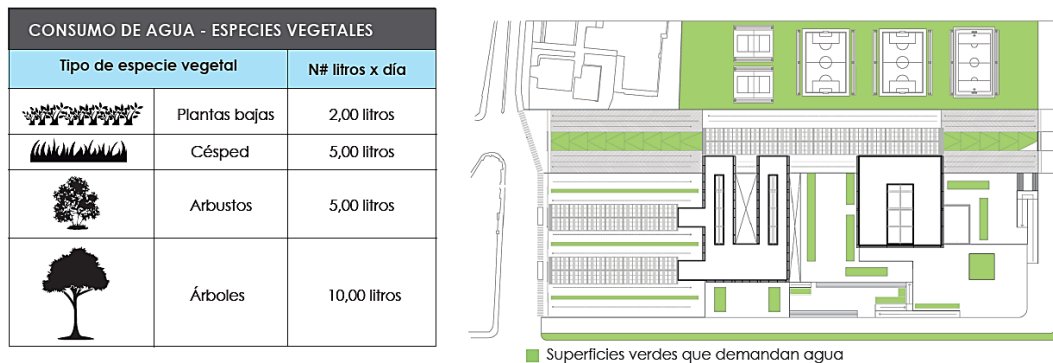 CONSUMO DE AGUA - ESPECIES VEGETALES
Tipo de especie vegetal N# litros x día
Plantas bajas 2,00 litros
Césped 5,00 litros
Arbustos 5,00 litros
Árboles 10,00 litros
Superficies verdes que demandan agua